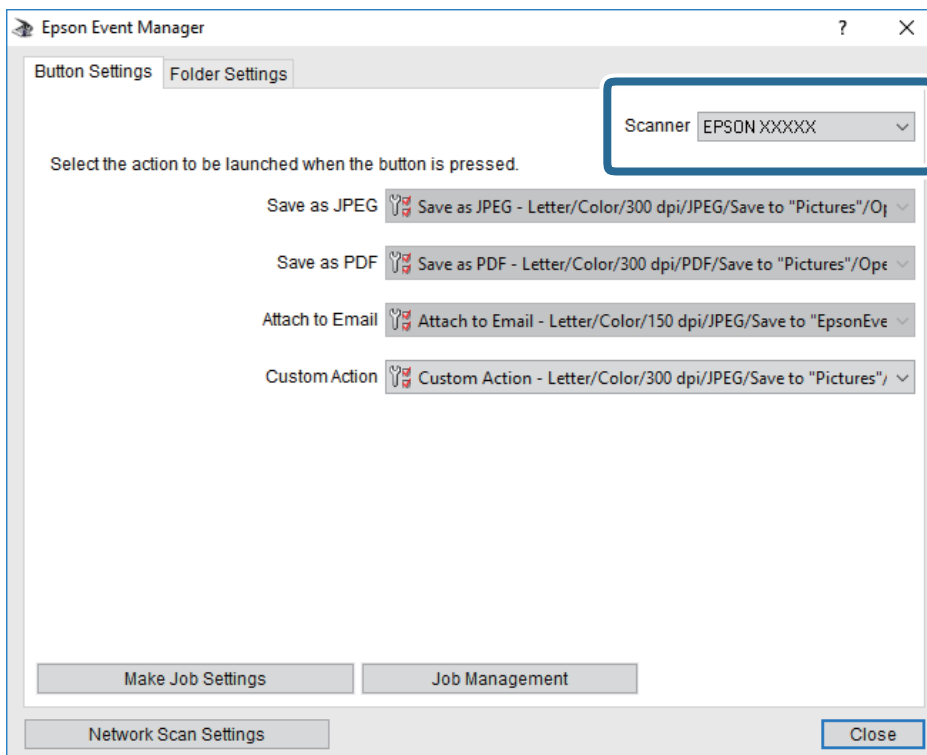 Epson Event Manager
Button Settings Folder Settings
Scanner EPSON XXXXX
Select the action to be launched when the button is pressed.
Save as JPEG Save as JPEG - Letter/Color/300 dpi/JPEG/Save to "Pictures"/
Save as PDF Save as PDF - Letter/Color/300 dpi/PDF/Save to "Pictures"/Ope
Attach to Email Attach to Email - Letter/Color/150 dpi/JPEG/Save to "EpsonEve
Custom Action Custom Action - Letter/Color/300 dpi/JPEG/Save to "Pictures"/
Make Job Settings Job Management
Network Scan Settings Close